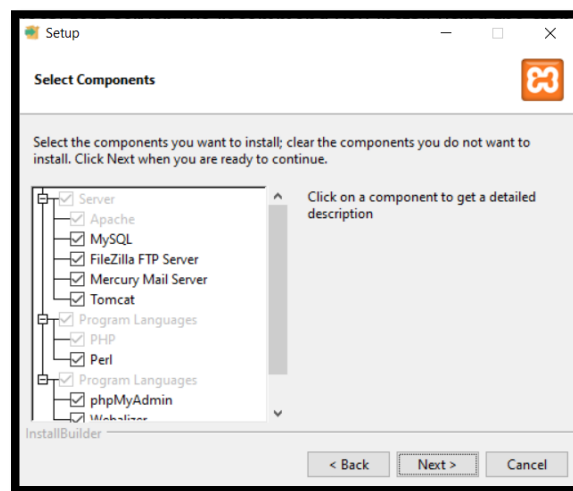 Setup
Select Components
Select the components you want to install; clear the components you do not want to
install. Click Next when you are ready to continue.
Server
Apache
MySQL
FileZilla FTP Server
Mercury Mail Server
Tomcat
Program Languages
PHP
Perl
Program Languages
phpMyAdmin
Webalizer
Click on a component to get a detailed
description
InstallBuilder
< Back
Next >
Cancel